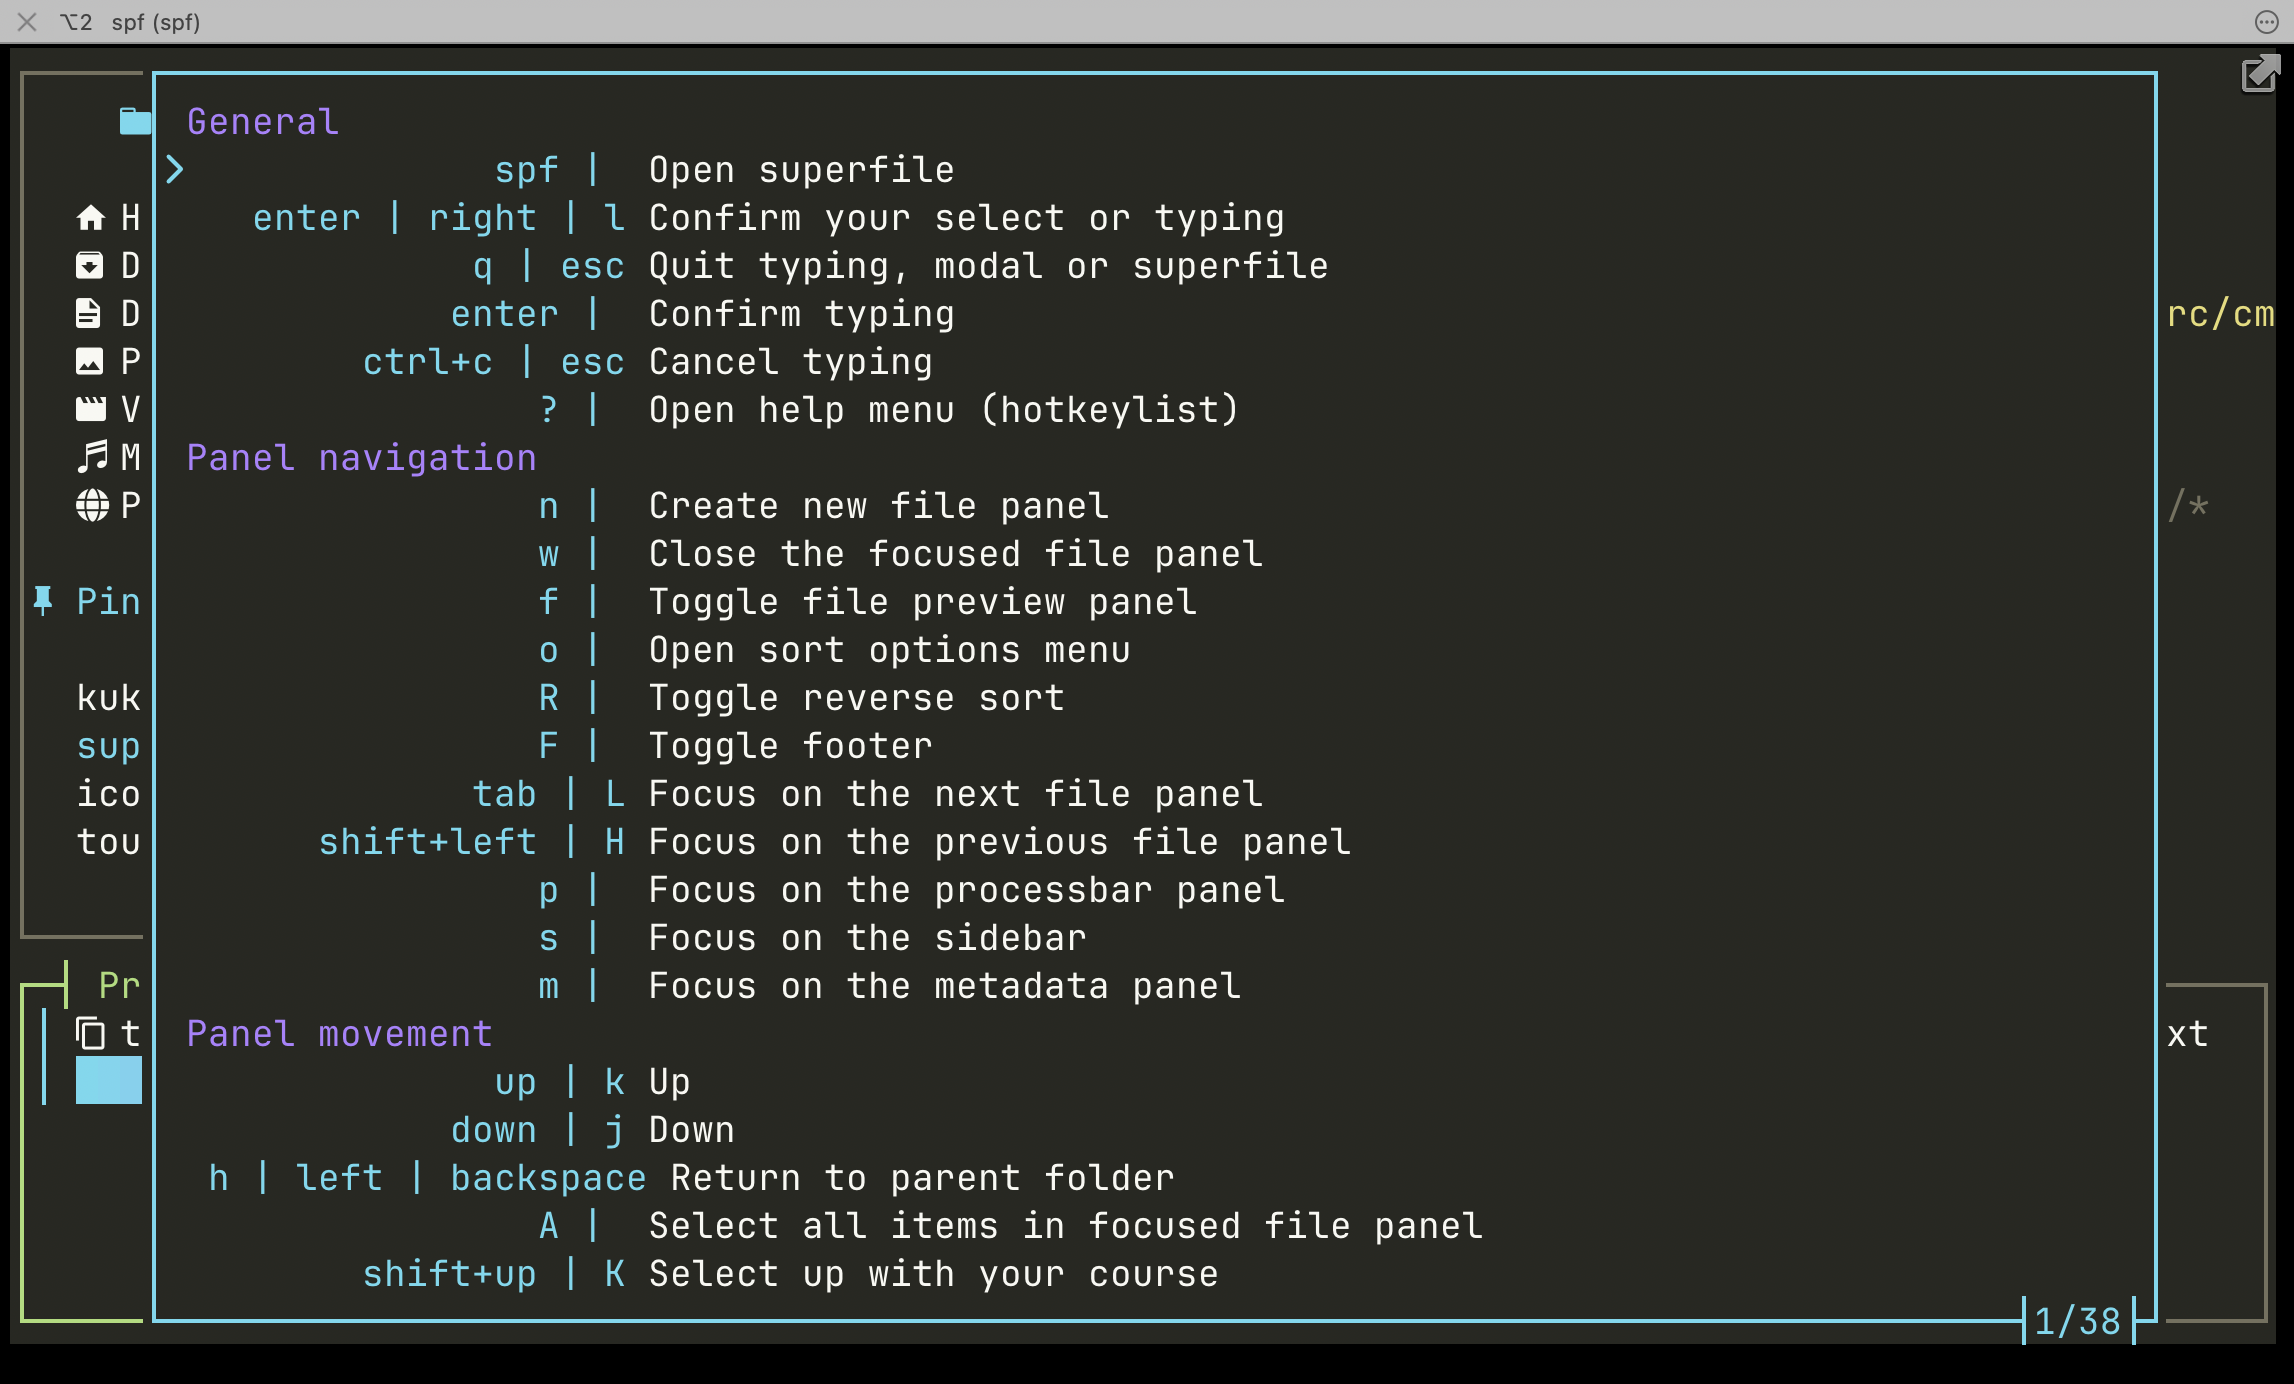 ⌥2 spf (spf)
General
> spf | Open superfile
enter | right | l Confirm your select or typing
q | esc Quit typing, modal or superfile
enter | Confirm typing
ctrl+c | esc Cancel typing
? | Open help menu (hotkeylist)
Panel navigation
n | Create new file panel
w | Close the focused file panel
f | Toggle file preview panel
o | Open sort options menu
R | Toggle reverse sort
F | Toggle footer
tab | L Focus on the next file panel
shift+left | H Focus on the previous file panel
p | Focus on the processbar panel
s | Focus on the sidebar
m | Focus on the metadata panel
Panel movement
up | k Up
down | j Down
h | left | backspace Return to parent folder
A | Select all items in focused file panel
shift+up | K Select up with your course
1/38
H
D
D
P
V
M
P
Pin
kuk
sup
ico
tou
Pr
t
rc/cm
/*
xt